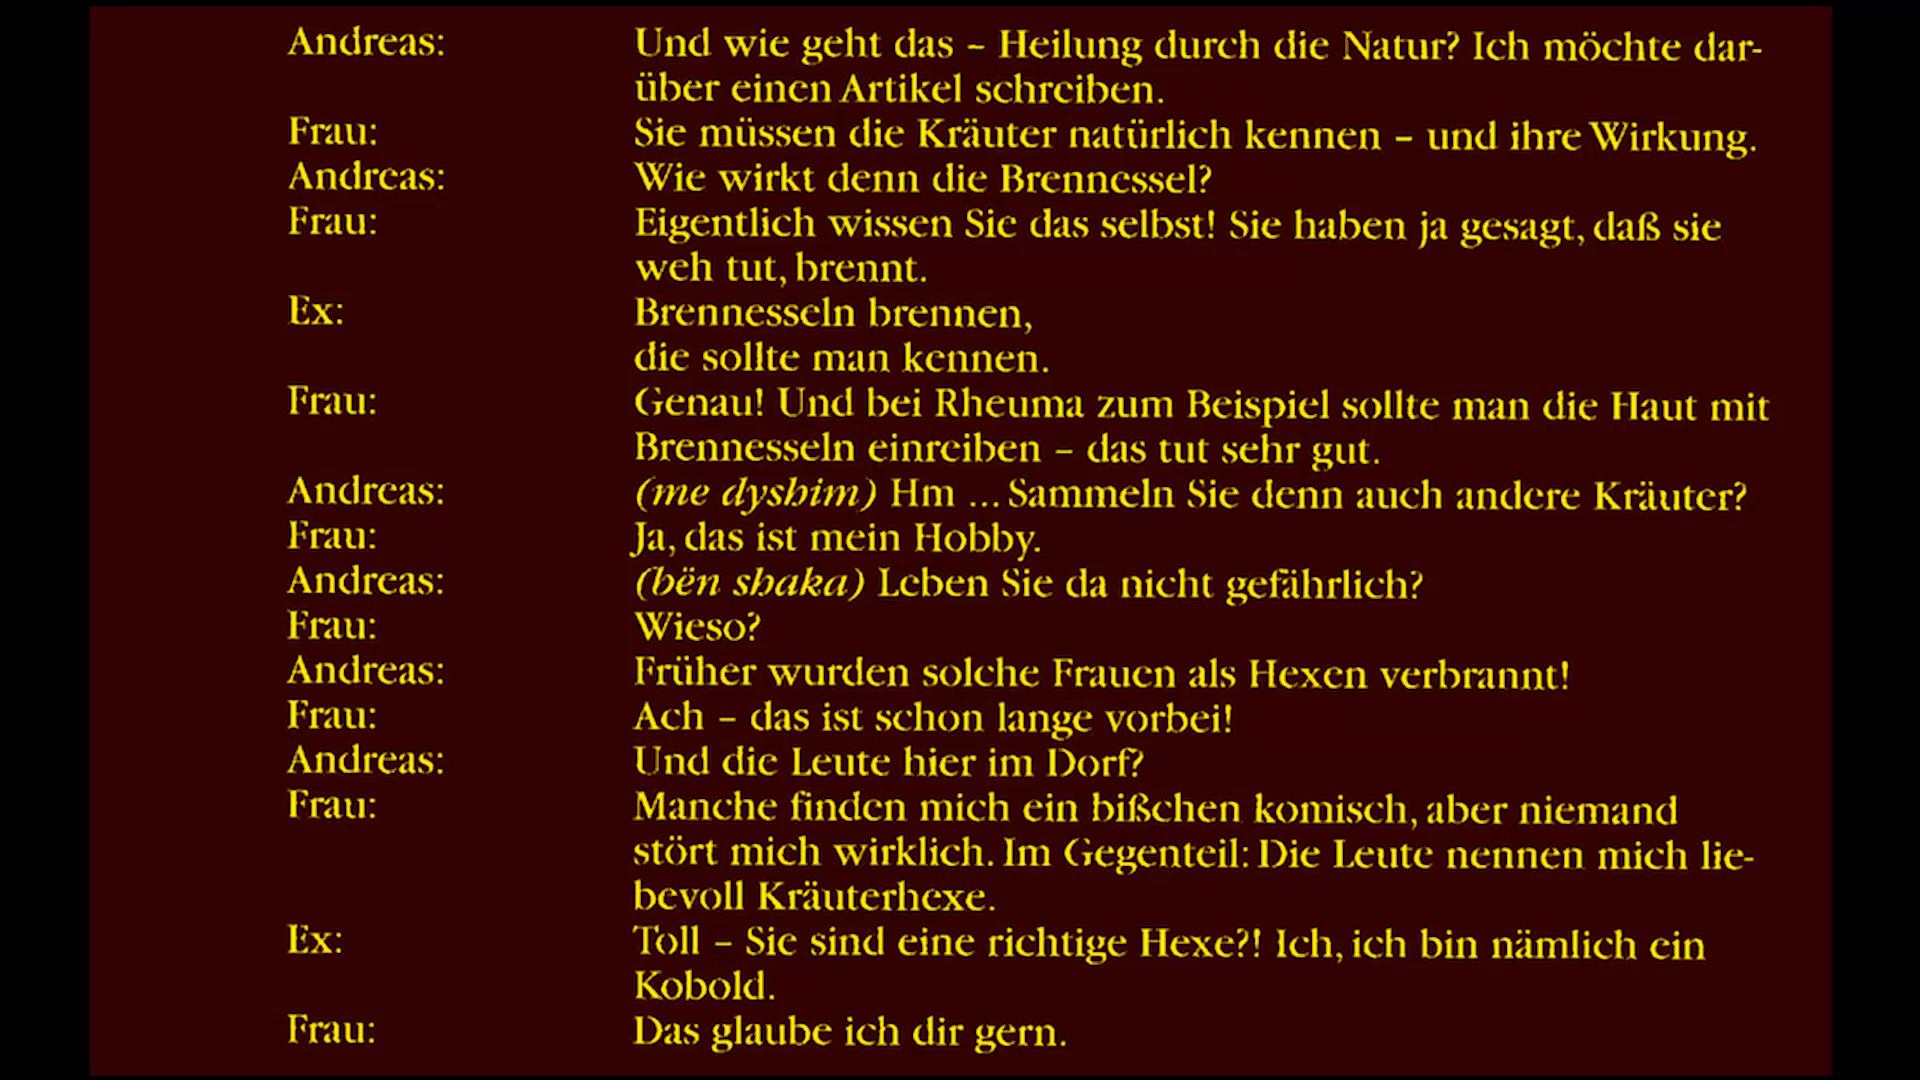 Andreas: Und wie geht das – Heilung durch die Natur? Ich möchte dar-
über einen Artikel schreiben.
Frau: Sie müssen die Kräuter natürlich kennen – und ihre Wirkung.
Andreas: Wie wirkt denn die Brennessel?
Frau: Eigentlich wissen Sie das selbst! Sie haben ja gesagt, daß sie
weh tut, brennt.
Ex: Brennesseln brennen,
die sollte man kennen.
Frau: Genau! Und bei Rheuma zum Beispiel sollte man die Haut mit
Brennesseln einreiben – das tut sehr gut.
Andreas: (me dyshim) Hm ... Sammeln Sie denn auch andere Kräuter?
Frau: Ja, das ist mein Hobby.
Andreas: (bën shaka) Leben Sie da nicht gefährlich?
Frau: Wieso?
Andreas: Früher wurden solche Frauen als Hexen verbrannt!
Frau: Ach – das ist schon lange vorbei!
Andreas: Und die Leute hier im Dorf?
Frau: Manche finden mich ein bißchen komisch, aber niemand
stört mich wirklich. Im Gegenteil: Die Leute nennen mich lie-
bevoll Kräuterhexe.
Ex: Toll – Sie sind eine richtige Hexe?! Ich, ich bin nämlich ein
Kobold.
Frau: Das glaube ich dir gern.